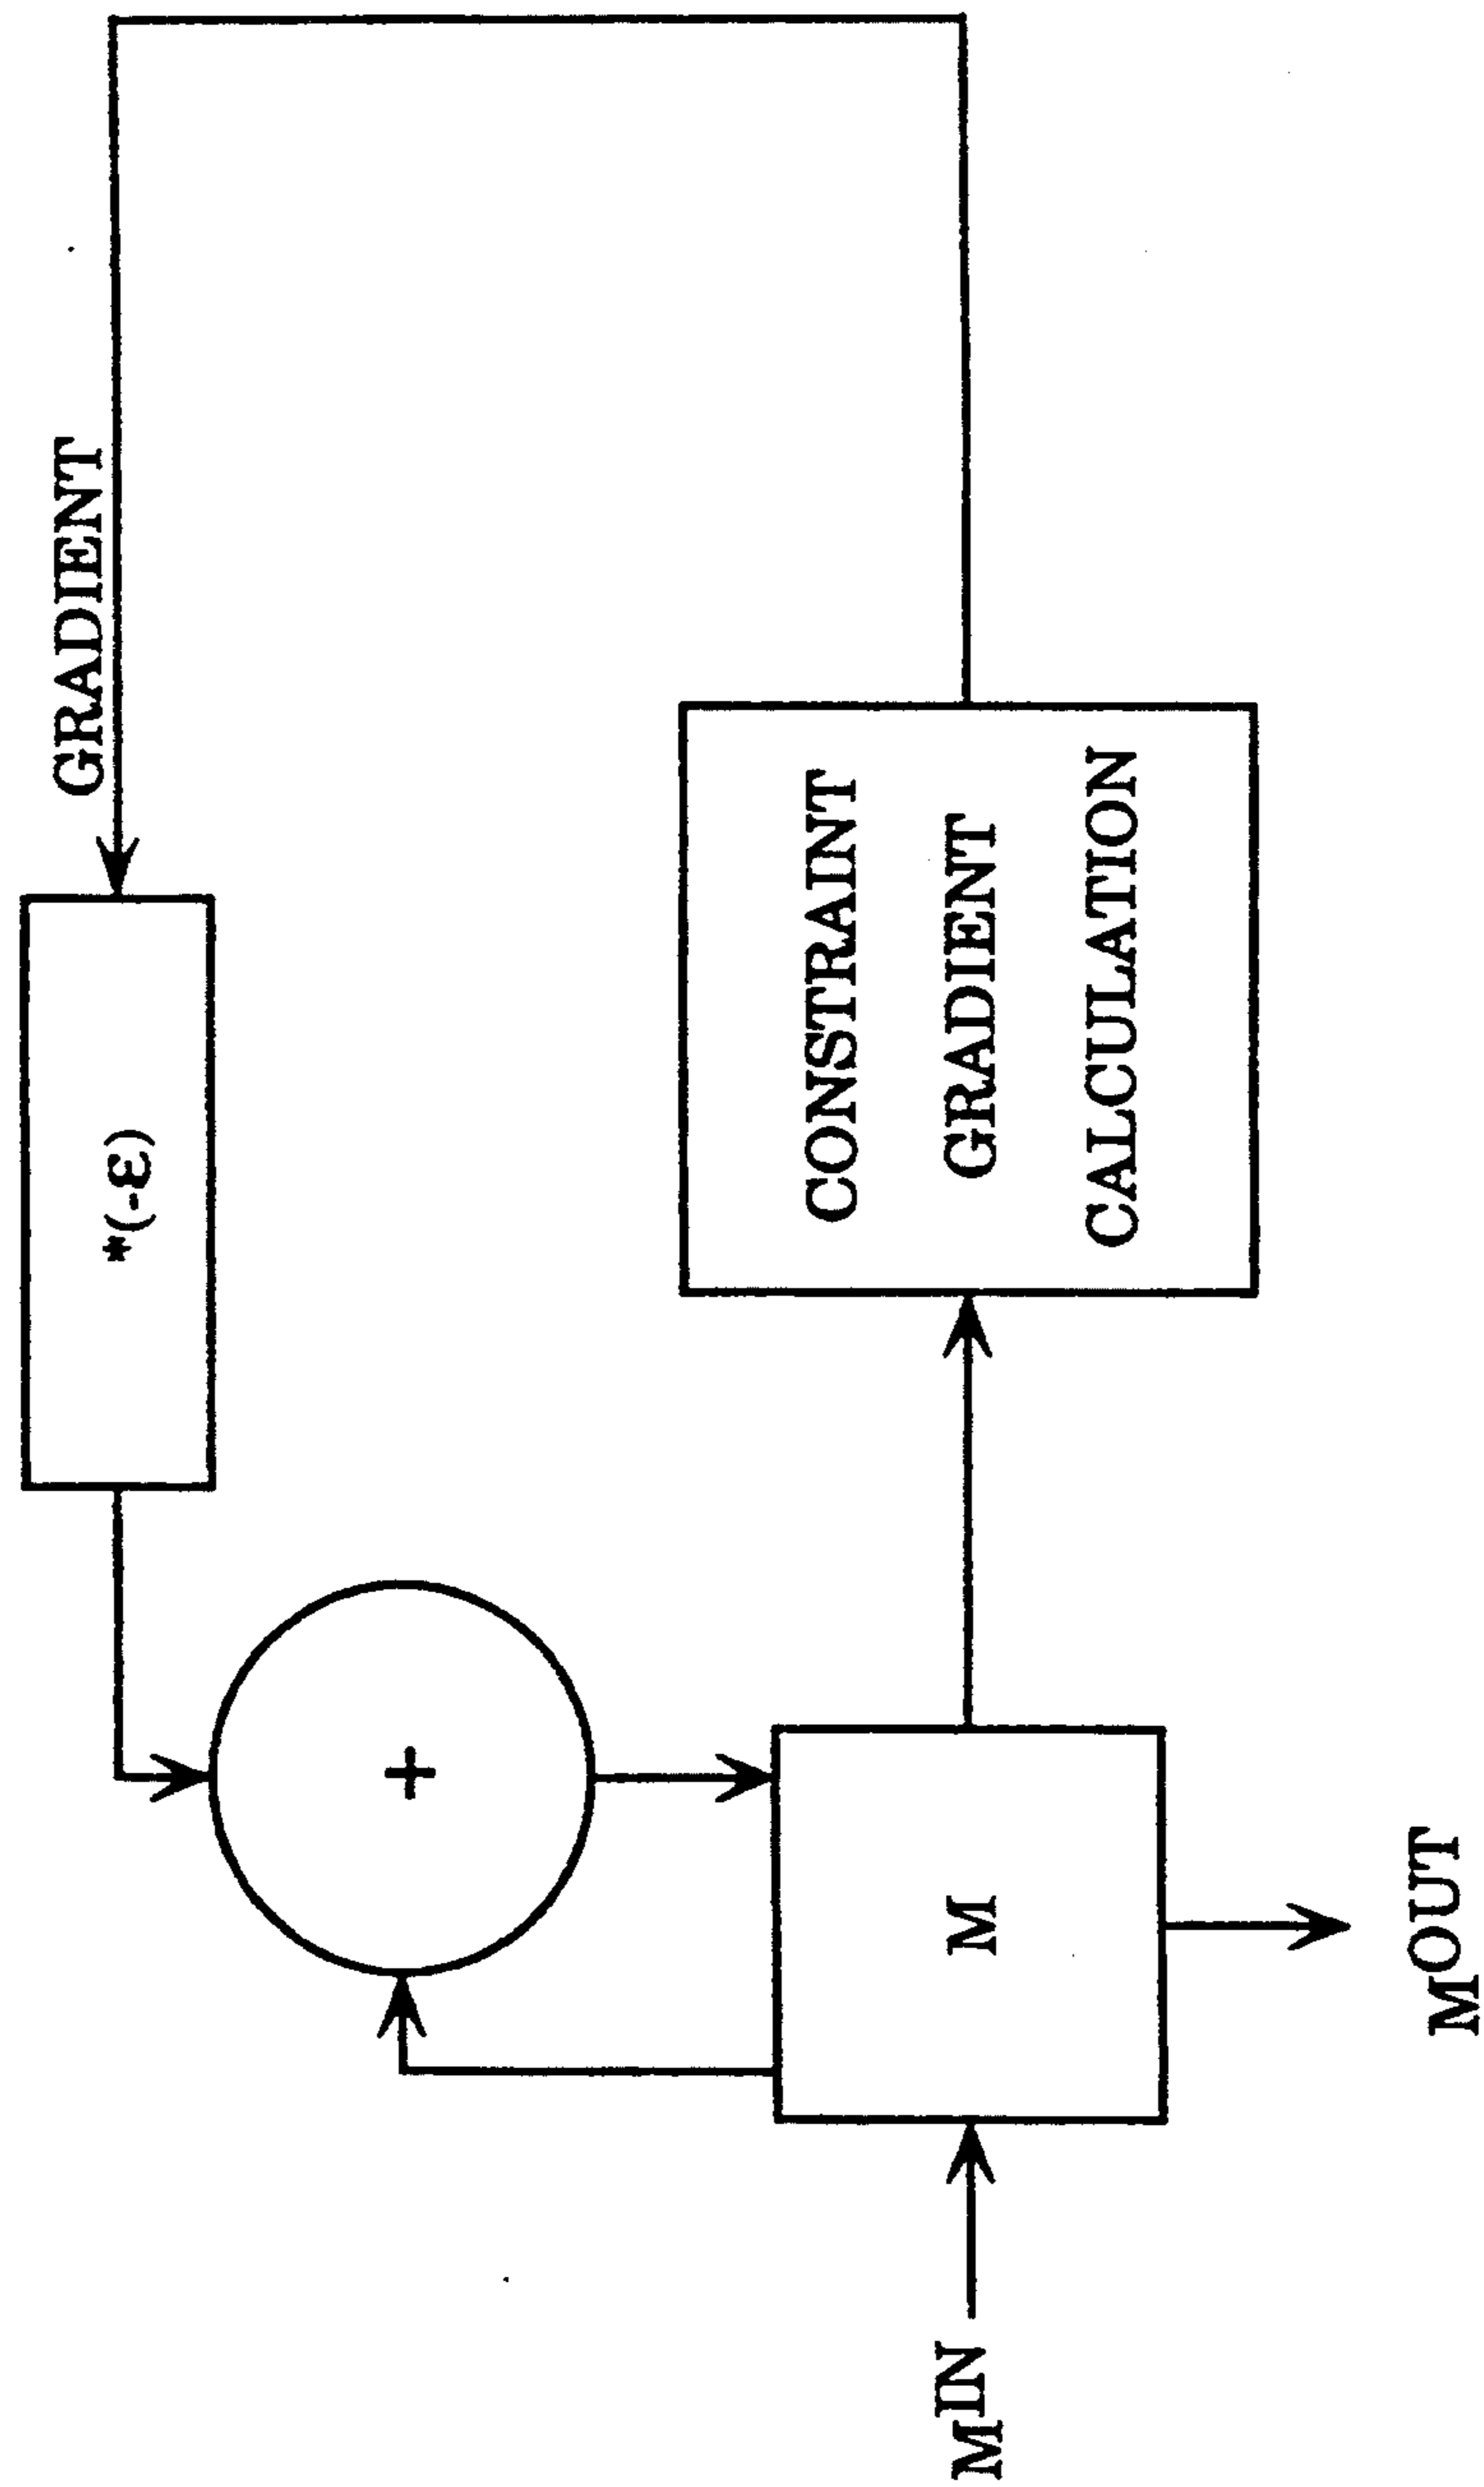 GRADIENT
*(-ε)
+
CONSTRAINT
GRADIENT
CALCULATION
M
M^IN
M^OUT